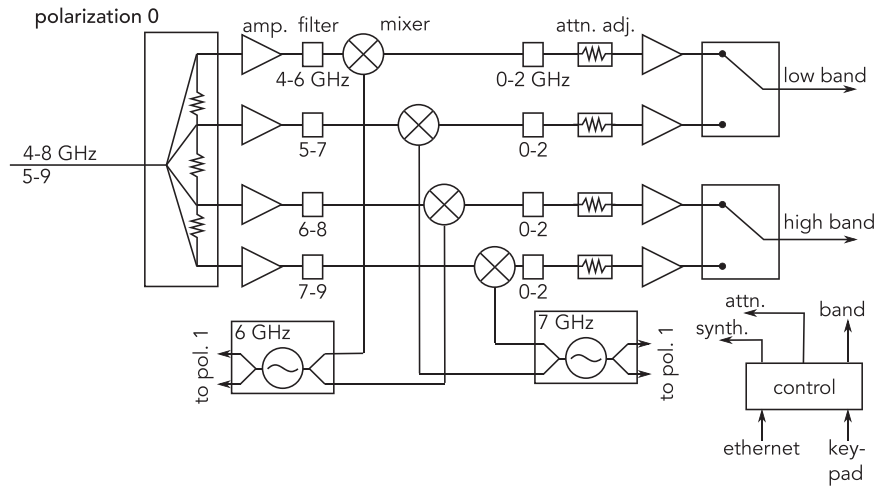 polarization 0
amp. filter mixer attn. adj.
4-6 GHz 0-2 GHz
low band
4-8 GHz
5-9
5-7 0-2
6-8 0-2
high band
7-9 0-2
6 GHz
7 GHz
to pol. 1
to pol. 1
attn.
synth.
band
control
ethernet
key-
pad